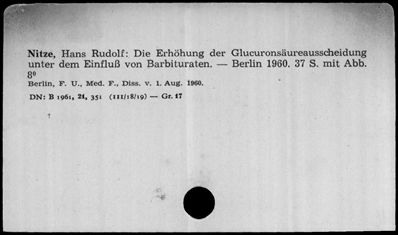 Nitze, Hans Rudolf: Die Erhöhung der Glucuronsäureausscheidung
unter dem Einfluß von Barbituraten. — Berlin 1960. 37 S. mit Abb.
8⁰
Berlin, F. U., Med. F., Diss. v. 1. Aug. 1960.
DN: B 1961, 21, 351 (III/18/19) — Gr. 17